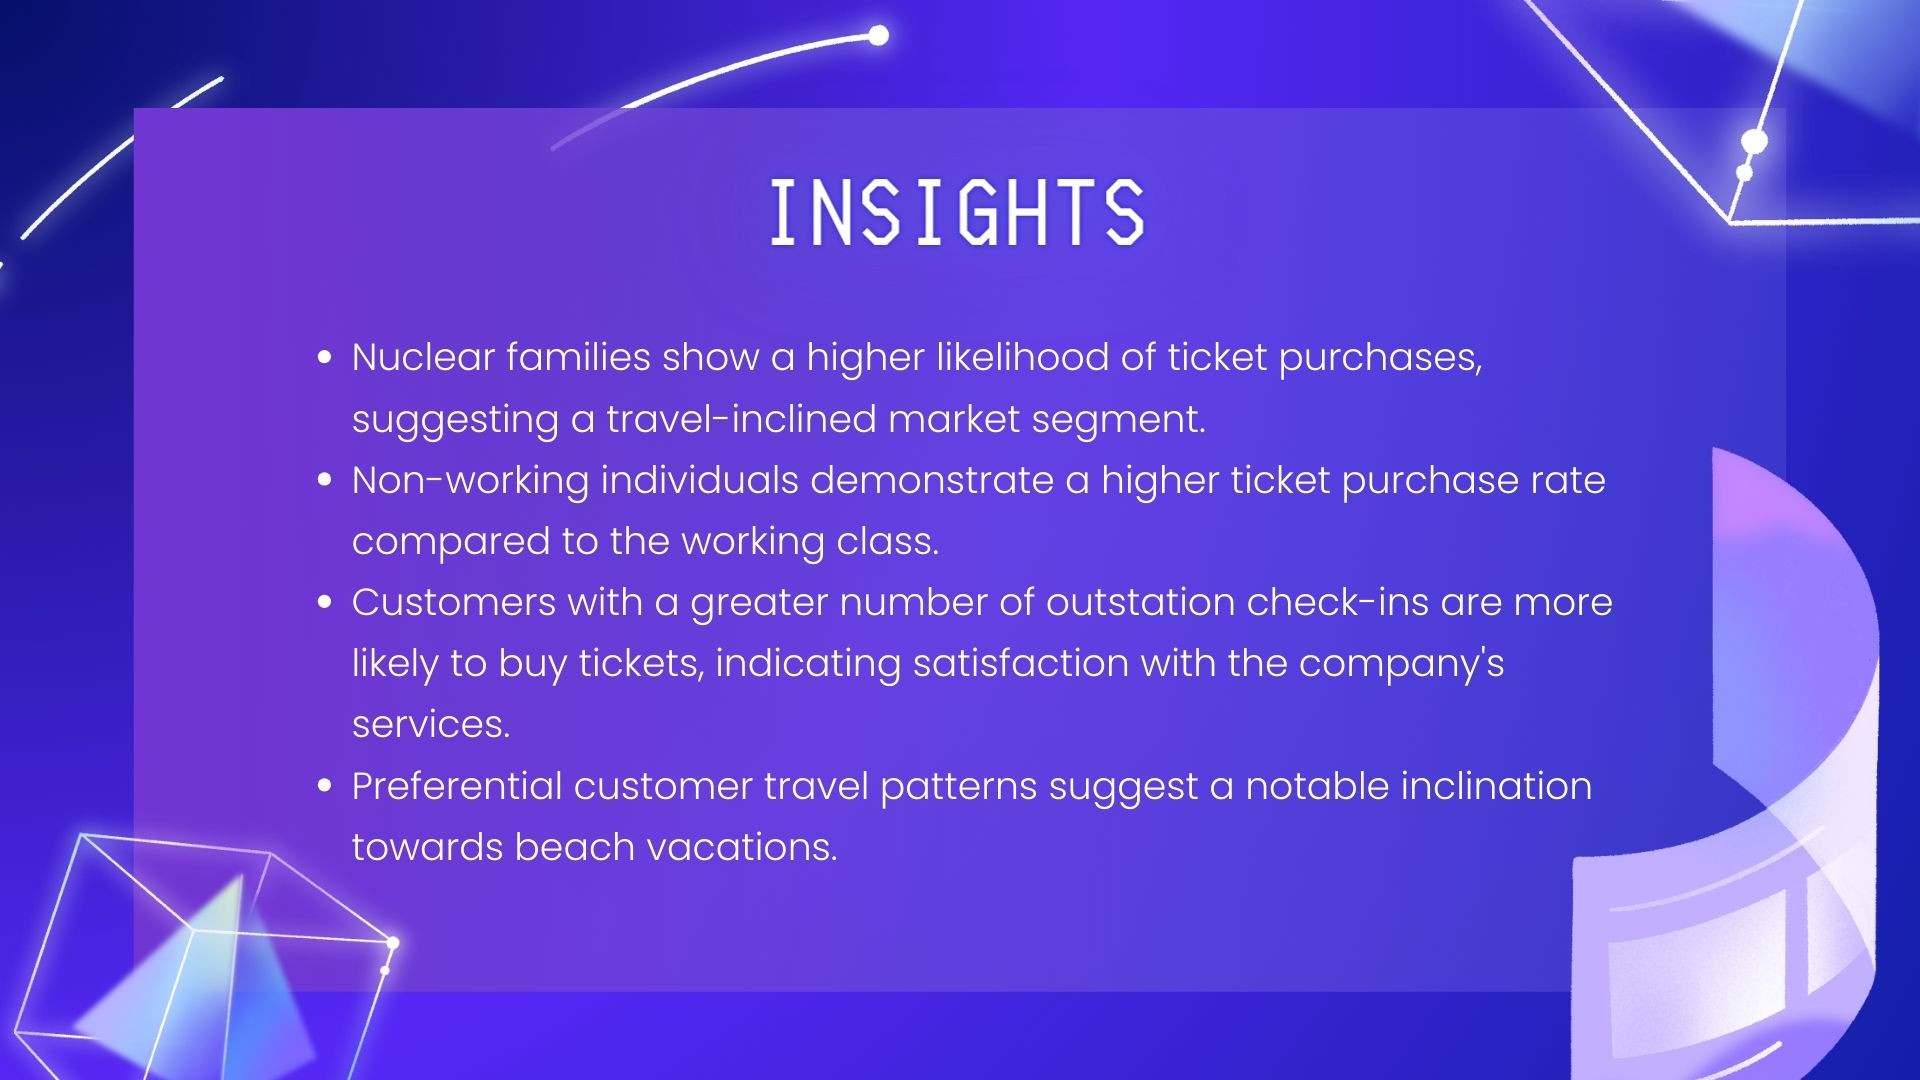 INSIGHTS
• Nuclear families show a higher likelihood of ticket purchases,
suggesting a travel-inclined market segment.
• Non-working individuals demonstrate a higher ticket purchase rate
compared to the working class.
• Customers with a greater number of outstation check-ins are more
likely to buy tickets, indicating satisfaction with the company's
services.
• Preferential customer travel patterns suggest a notable inclination
towards beach vacations.